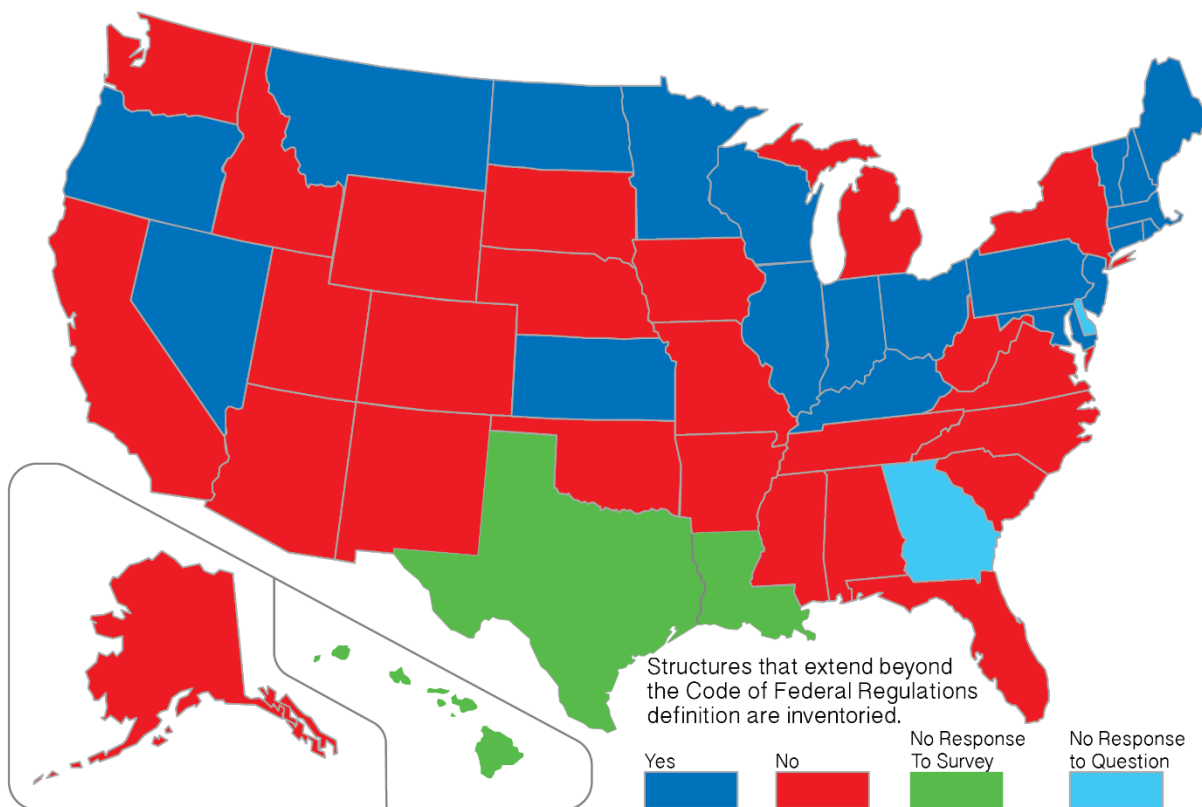 Structures that extend beyond
the Code of Federal Regulations
definition are inventoried.
Yes
No
No Response
To Survey
No Response
to Question